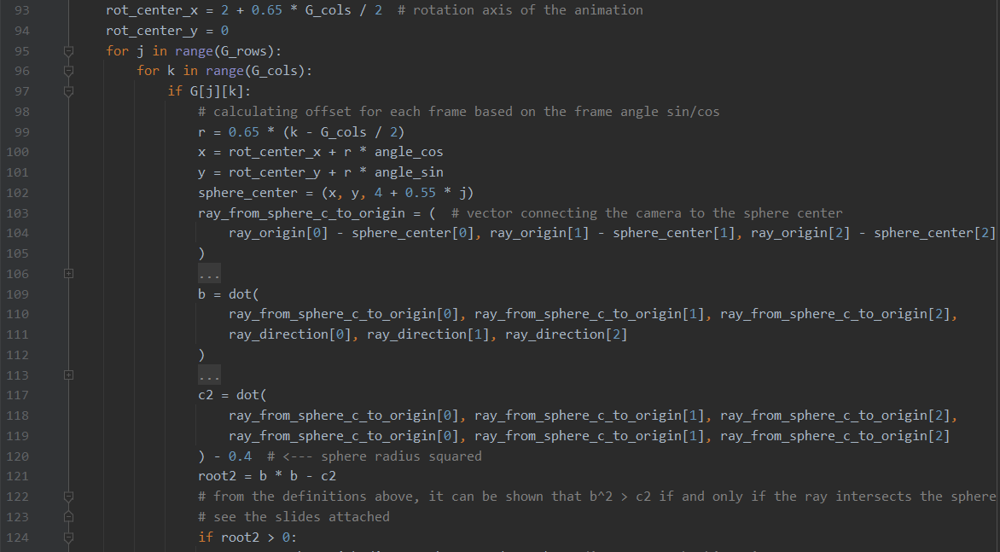 93 rot_center_x = 2 + 0.65 * G_cols / 2  # rotation axis of the animation
94 rot_center_y = 0
95 for j in range(G_rows):
96 for k in range(G_cols):
97 if G[j][k]:
98 # calculating offset for each frame based on the frame angle sin/cos
99 r = 0.65 * (k - G_cols / 2)
100 x = rot_center_x + r * angle_cos
101 y = rot_center_y + r * angle_sin
102 sphere_center = (x, y, 4 + 0.55 * j)
103 ray_from_sphere_c_to_origin = (  # vector connecting the camera to the sphere center
104 ray_origin[0] - sphere_center[0], ray_origin[1] - sphere_center[1], ray_origin[2] - sphere_center[2]
105 )
106 ...
109 b = dot(
110 ray_from_sphere_c_to_origin[0], ray_from_sphere_c_to_origin[1], ray_from_sphere_c_to_origin[2],
111 ray_direction[0], ray_direction[1], ray_direction[2]
112 )
113 ...
117 c2 = dot(
118 ray_from_sphere_c_to_origin[0], ray_from_sphere_c_to_origin[1], ray_from_sphere_c_to_origin[2],
119 ray_from_sphere_c_to_origin[0], ray_from_sphere_c_to_origin[1], ray_from_sphere_c_to_origin[2]
120 ) - 0.4  # <--- sphere radius squared
121 root2 = b * b - c2
122 # from the definitions above, it can be shown that b^2 > c2 if and only if the ray intersects the sphere
123 # see the slides attached
124 if root2 > 0: